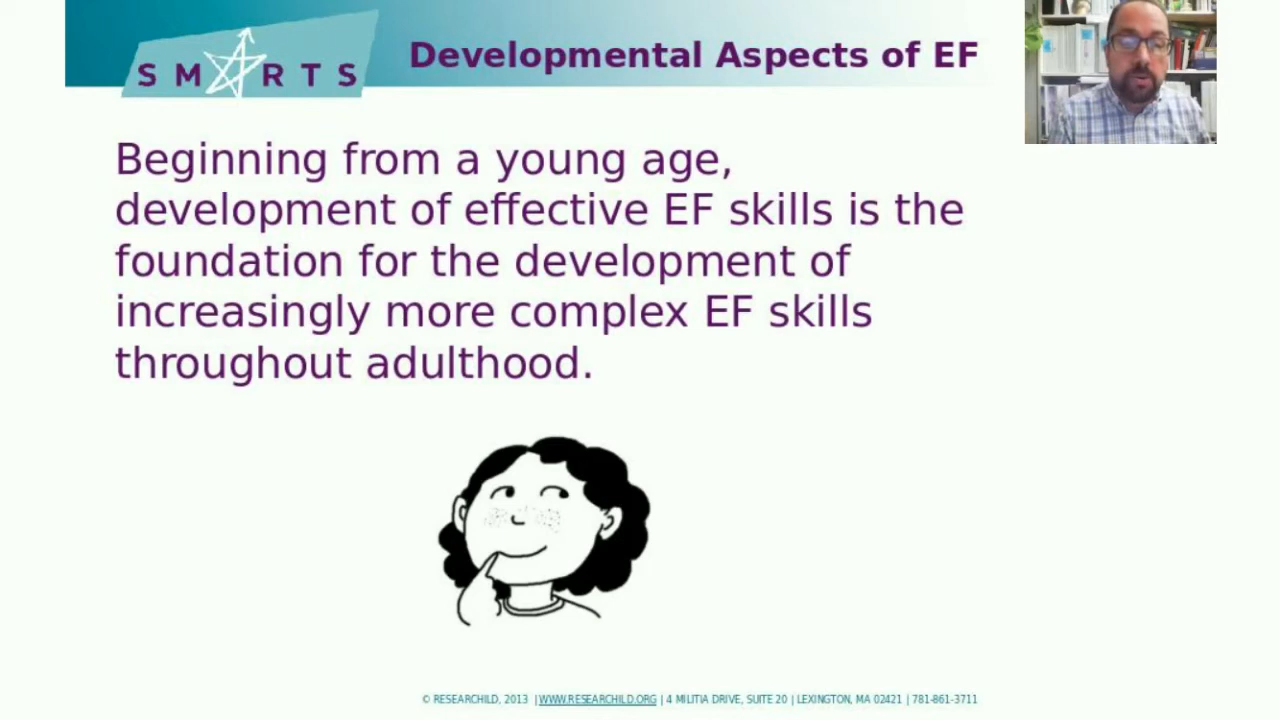 SMARTS
Developmental Aspects of EF
Beginning from a young age,
development of effective EF skills is the
foundation for the development of
increasingly more complex EF skills
throughout adulthood.
© RESEARCHILD, 2013 | WWW.RESEARCHILD.ORG | 4 MILITIA DRIVE, SUITE 20 | LEXINGTON, MA 02421 | 781-861-3711